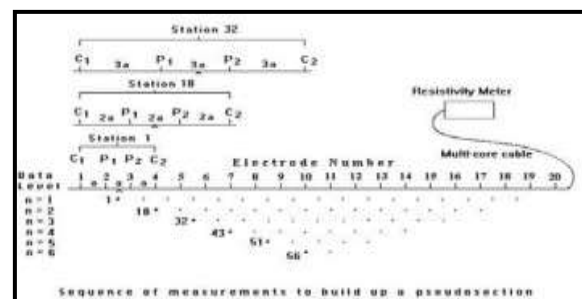 Station 32
C1 3a P1 3a P2 3a C2
Station 18
C1 2a P1 2a P2 2a C2
Resistivity Meter
Station 1
C1 P1 P2 C2
Electrode Number
Multi-core cable
Data
Level
1 2 3 4 5 6 7 8 9 10 11 12 13 14 15 16 17 18 19 20
a a a
n = 1 1
n = 2 18
n = 3 32
n = 4 43
n = 5 51
n = 6 56
Sequence of measurements to build up a pseudosection